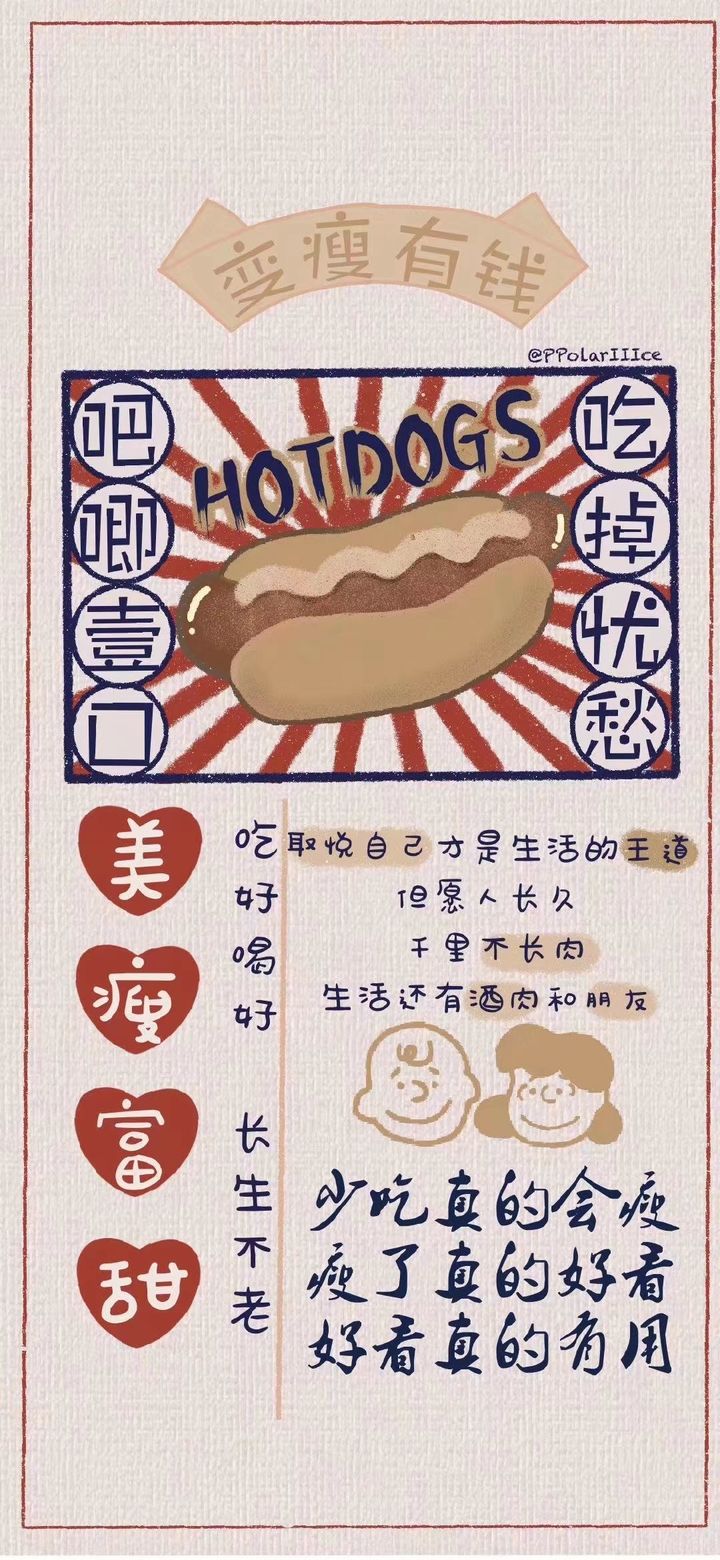 变瘦有钱
@PPolarIIIce
HOTDOGS
吧唧壹口
吃掉忧愁
美瘦富甜
吃好喝好
长生不老
取悦自己才是生活的王道
但愿人长久
千里不长肉
生活还有酒肉和朋友
少吃真的会瘦
瘦了真的好看
好看真的有用